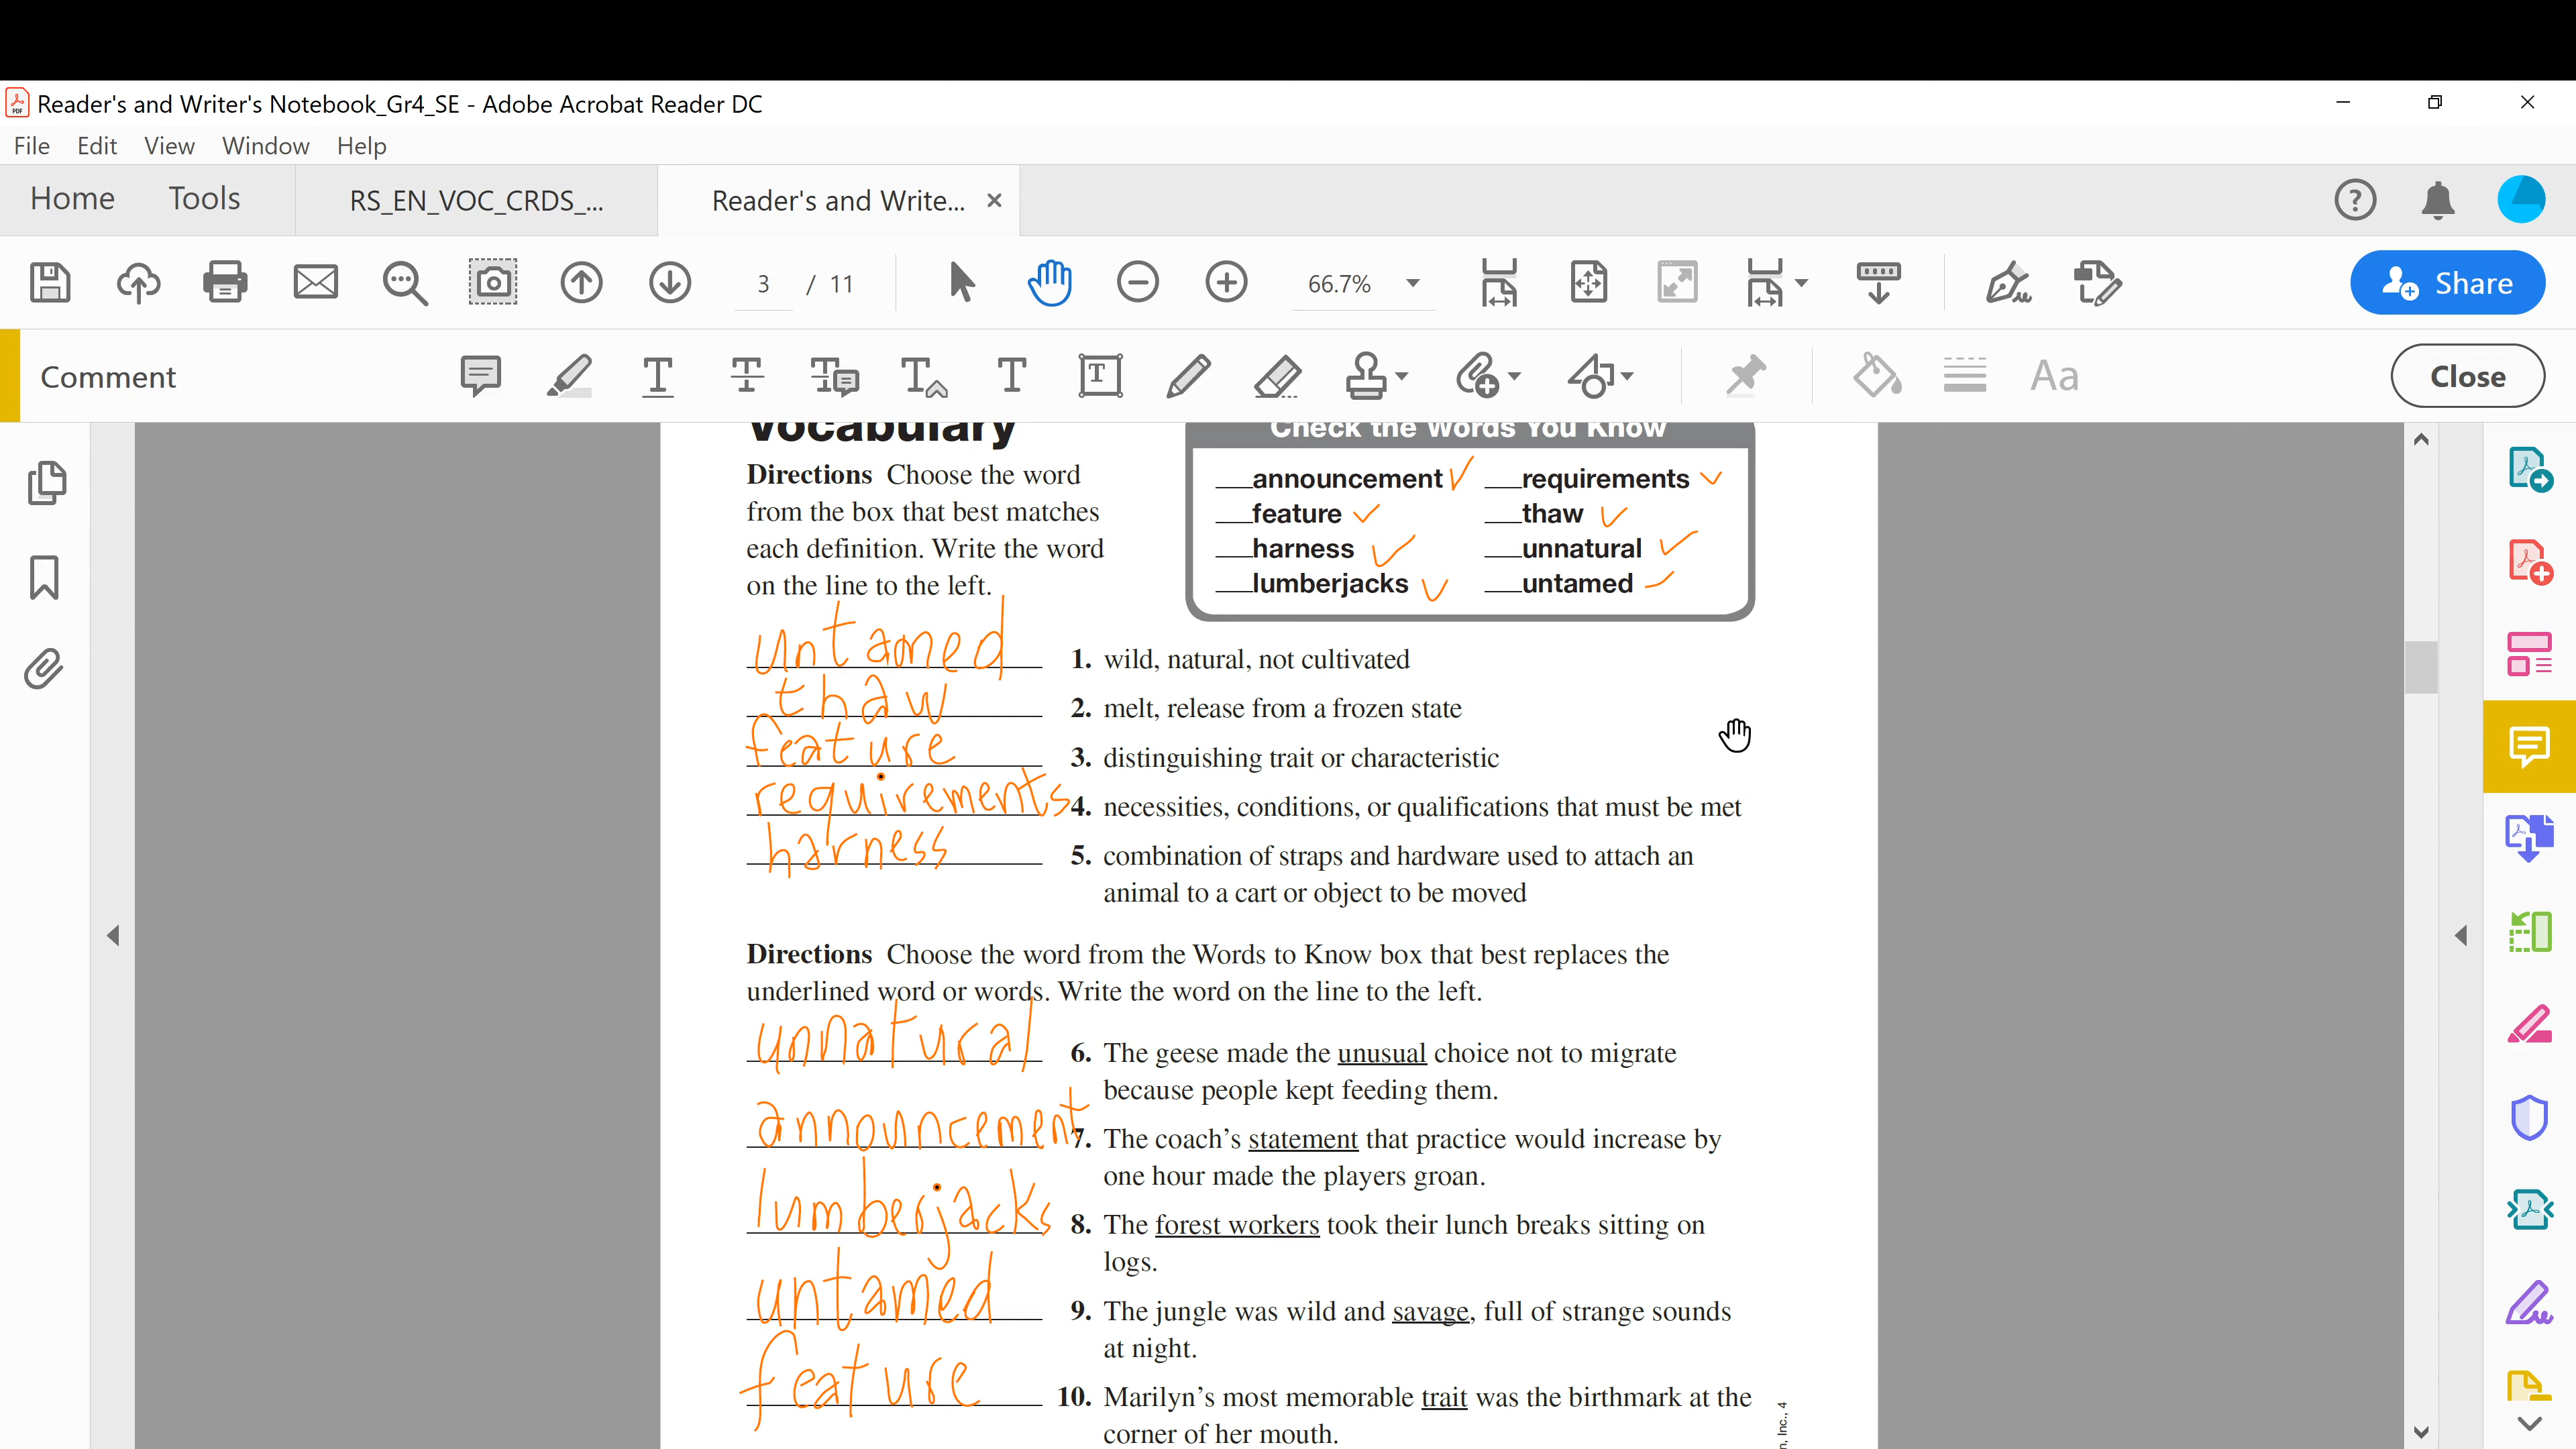 Reader's and Writer's Notebook_Gr4_SE - Adobe Acrobat Reader DC
File Edit View Window Help
Home Tools RS_EN_VOC_CRDS_... Reader's and Write...
3 / 11 66.7% Share
Comment Close
Vocabulary
Directions Choose the word
from the box that best matches
each definition. Write the word
on the line to the left.
Check the Words You Know
announcement requirements
feature thaw
harness unnatural
lumberjacks untamed
untamed 1. wild, natural, not cultivated
thaw 2. melt, release from a frozen state
feature 3. distinguishing trait or characteristic
requirements 4. necessities, conditions, or qualifications that must be met
harness 5. combination of straps and hardware used to attach an
animal to a cart or object to be moved
Directions Choose the word from the Words to Know box that best replaces the
underlined word or words. Write the word on the line to the left.
unnatural 6. The geese made the unusual choice not to migrate
because people kept feeding them.
announcement 7. The coach's statement that practice would increase by
one hour made the players groan.
lumberjacks 8. The forest workers took their lunch breaks sitting on
logs.
untamed 9. The jungle was wild and savage, full of strange sounds
at night.
feature 10. Marilyn's most memorable trait was the birthmark at the
corner of her mouth.
n, Inc., 4